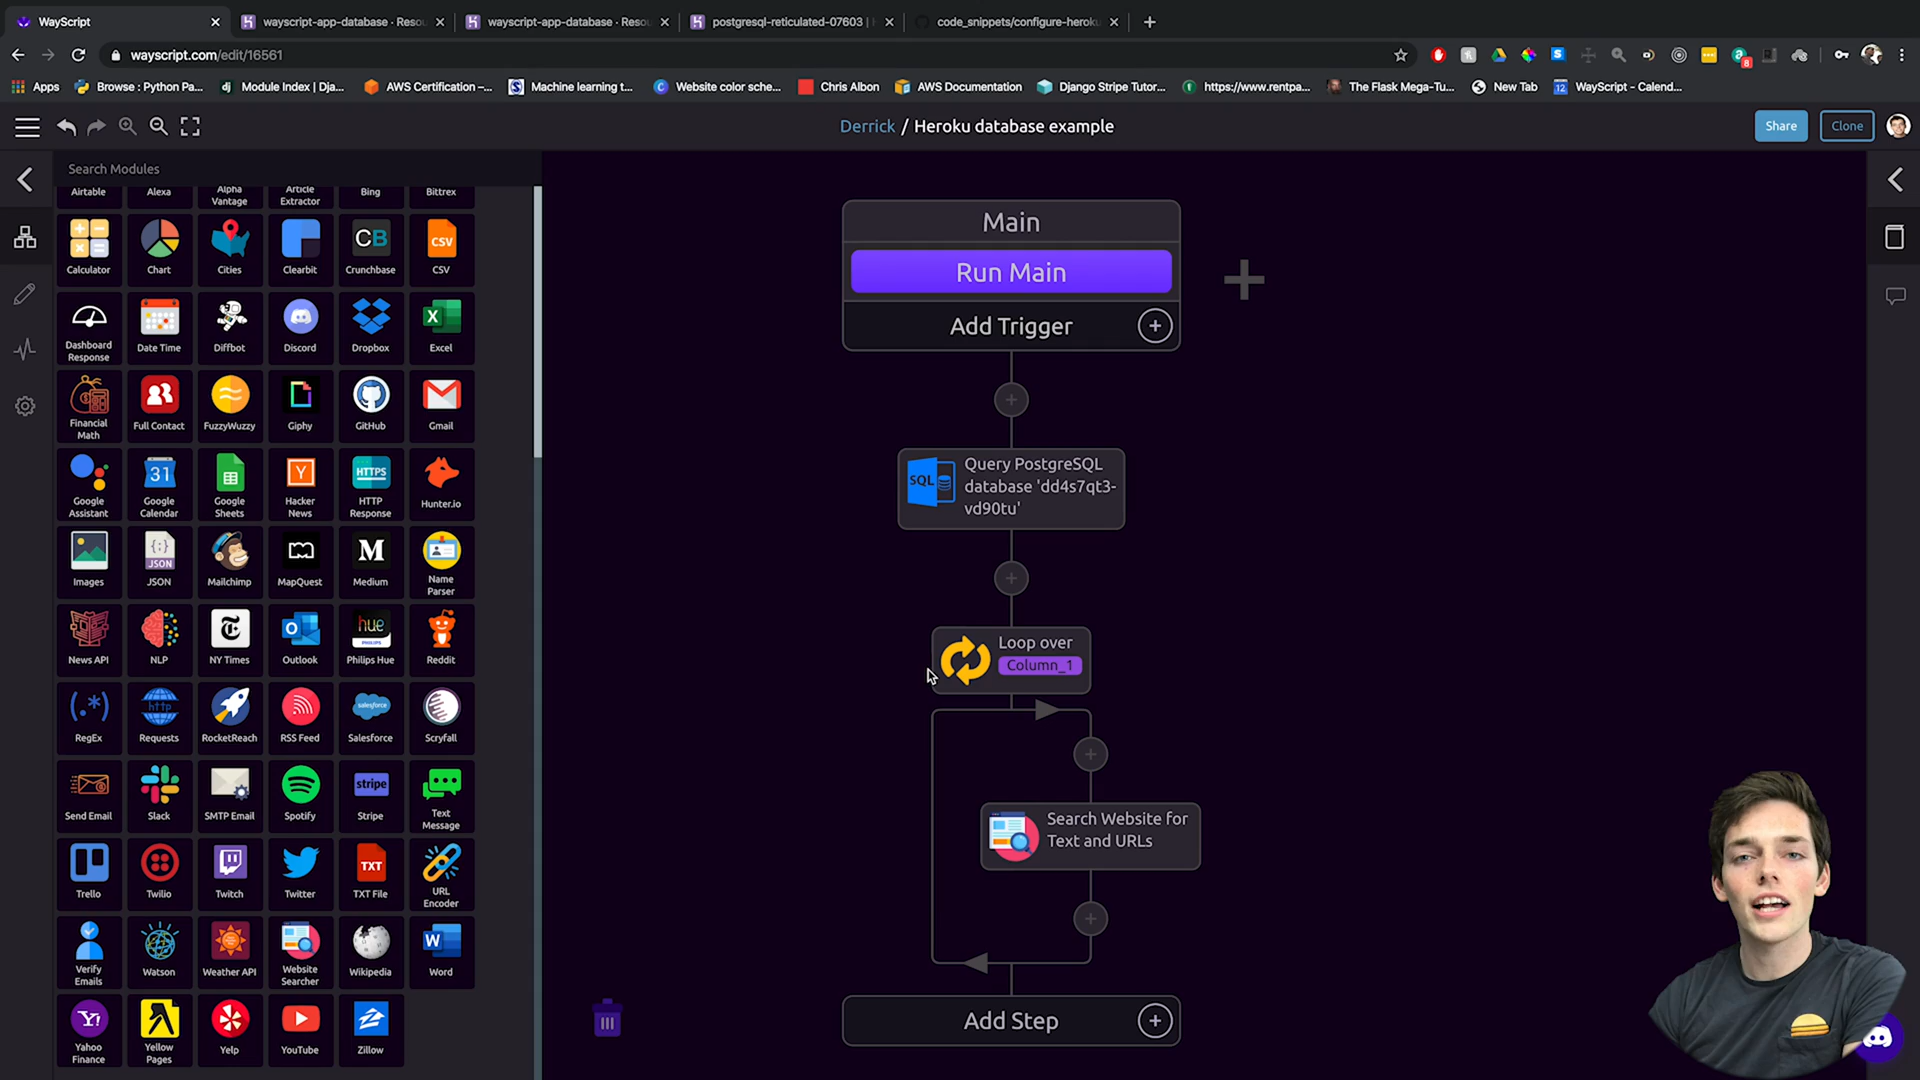 WayScript
wayscript-app-database · Resou
wayscript-app-database · Resou
postgresql-reticulated-07603 | H
code_snippets/configure-heroku
wayscript.com/edit/16561
8
Apps
Browse : Python Pa...
Module Index | Dja...
AWS Certification –...
Machine learning t...
Website color sche...
Chris Albon
AWS Documentation
Django Stripe Tutor...
https://www.rentpa...
The Flask Mega-Tu...
New Tab
WayScript - Calend...
Derrick / Heroku database example
Share
Clone
Search Modules
Airtable
Alexa
Alpha Vantage
Article Extractor
Bing
Bittrex
Calculator
Chart
Cities
Clearbit
Crunchbase
CSV
Dashboard Response
Date Time
Diffbot
Discord
Dropbox
Excel
Financial Math
Full Contact
FuzzyWuzzy
Giphy
GitHub
Gmail
Google Assistant
Google Calendar
Google Sheets
Hacker News
HTTP Response
Hunter.io
Images
JSON
Mailchimp
MapQuest
Medium
Name Parser
News API
NLP
NY Times
Outlook
Philips Hue
Reddit
RegEx
Requests
RocketReach
RSS Feed
Salesforce
Scryfall
Send Email
Slack
SMTP Email
Spotify
Stripe
Text Message
Trello
Twilio
Twitch
Twitter
TXT File
URL Encoder
Verify Emails
Watson
Weather API
Website Searcher
Wikipedia
Word
Yahoo Finance
Yellow Pages
Yelp
YouTube
Zillow
Main
Run Main
Add Trigger
SQL
Query PostgreSQL
database 'dd4s7qt3-
vd90tu'
Loop over
Column_1
Search Website for
Text and URLs
Add Step